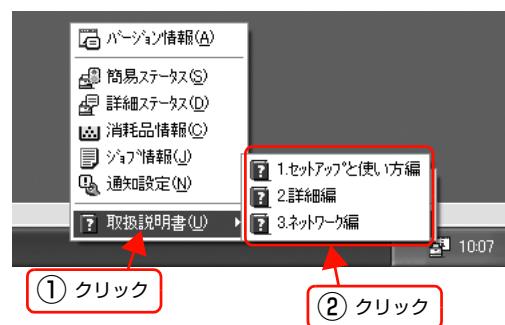 バージョン情報(A)
簡易ステータス(S)
詳細ステータス(D)
消耗品情報(C)
ジョブ情報(J)
通知設定(N)
取扱説明書(U)
1.セットアップと使い方編
2.詳細編
3.ネットワーク編
10:07
① クリック
② クリック